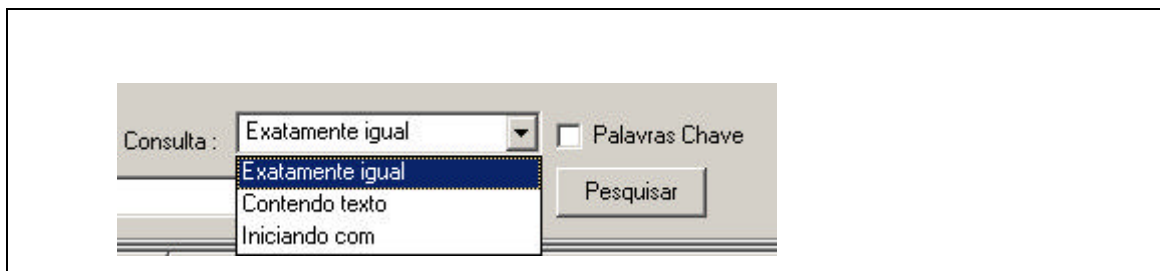 Consulta : Exatamente igual Palavras Chave
Exatamente igual
Contendo texto
Iniciando com
Pesquisar